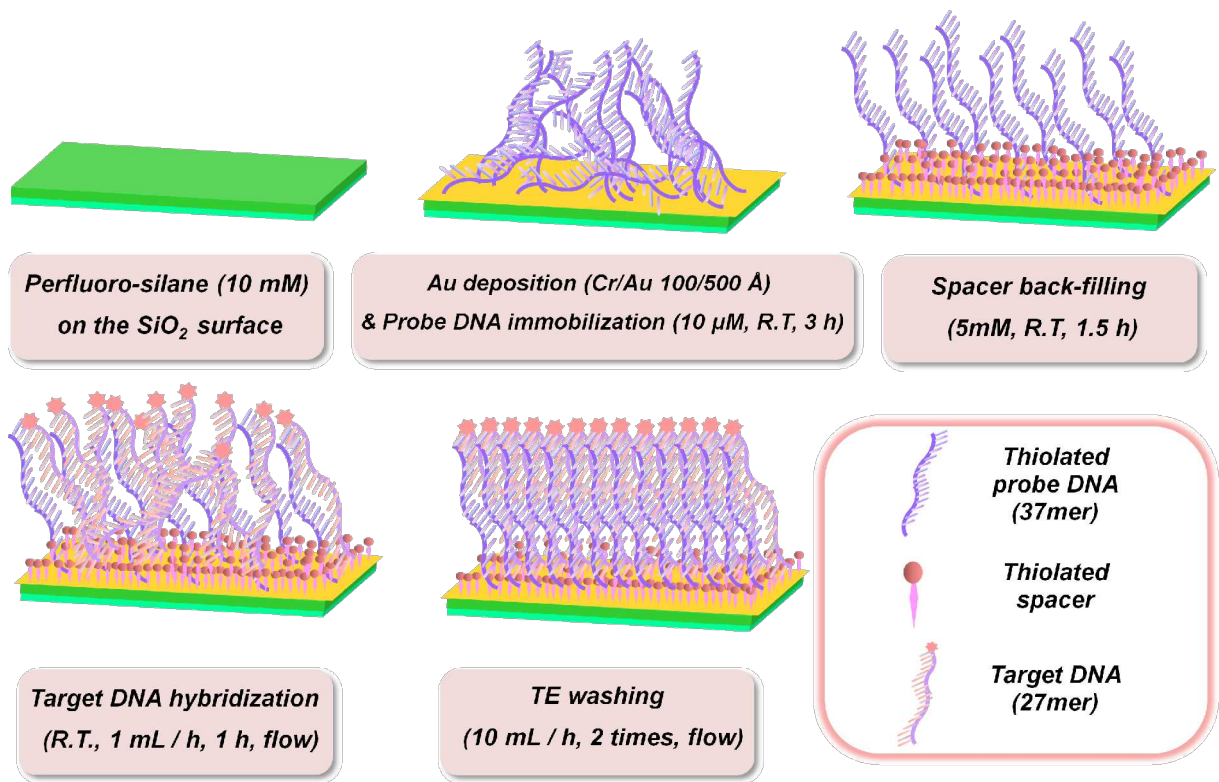 Perfluoro-silane (10 mM)
on the SiO₂ surface
Au deposition (Cr/Au 100/500 Å)
& Probe DNA immobilization (10 μM, R.T, 3 h)
Spacer back-filling
(5mM, R.T, 1.5 h)
Target DNA hybridization
(R.T., 1 mL / h, 1 h, flow)
TE washing
(10 mL / h, 2 times, flow)
Thiolated
probe DNA
(37mer)
Thiolated
spacer
Target DNA
(27mer)